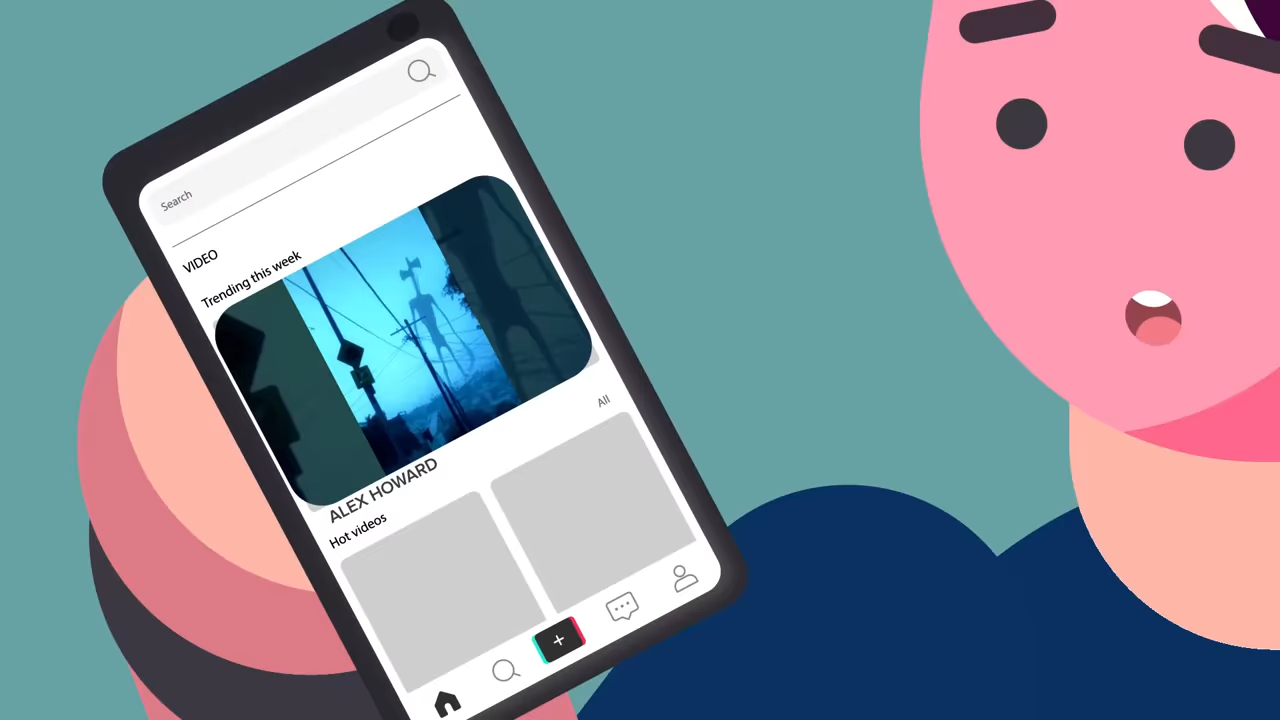 Search
VIDEO
Trending this week
All
ALEX HOWARD
Hot videos